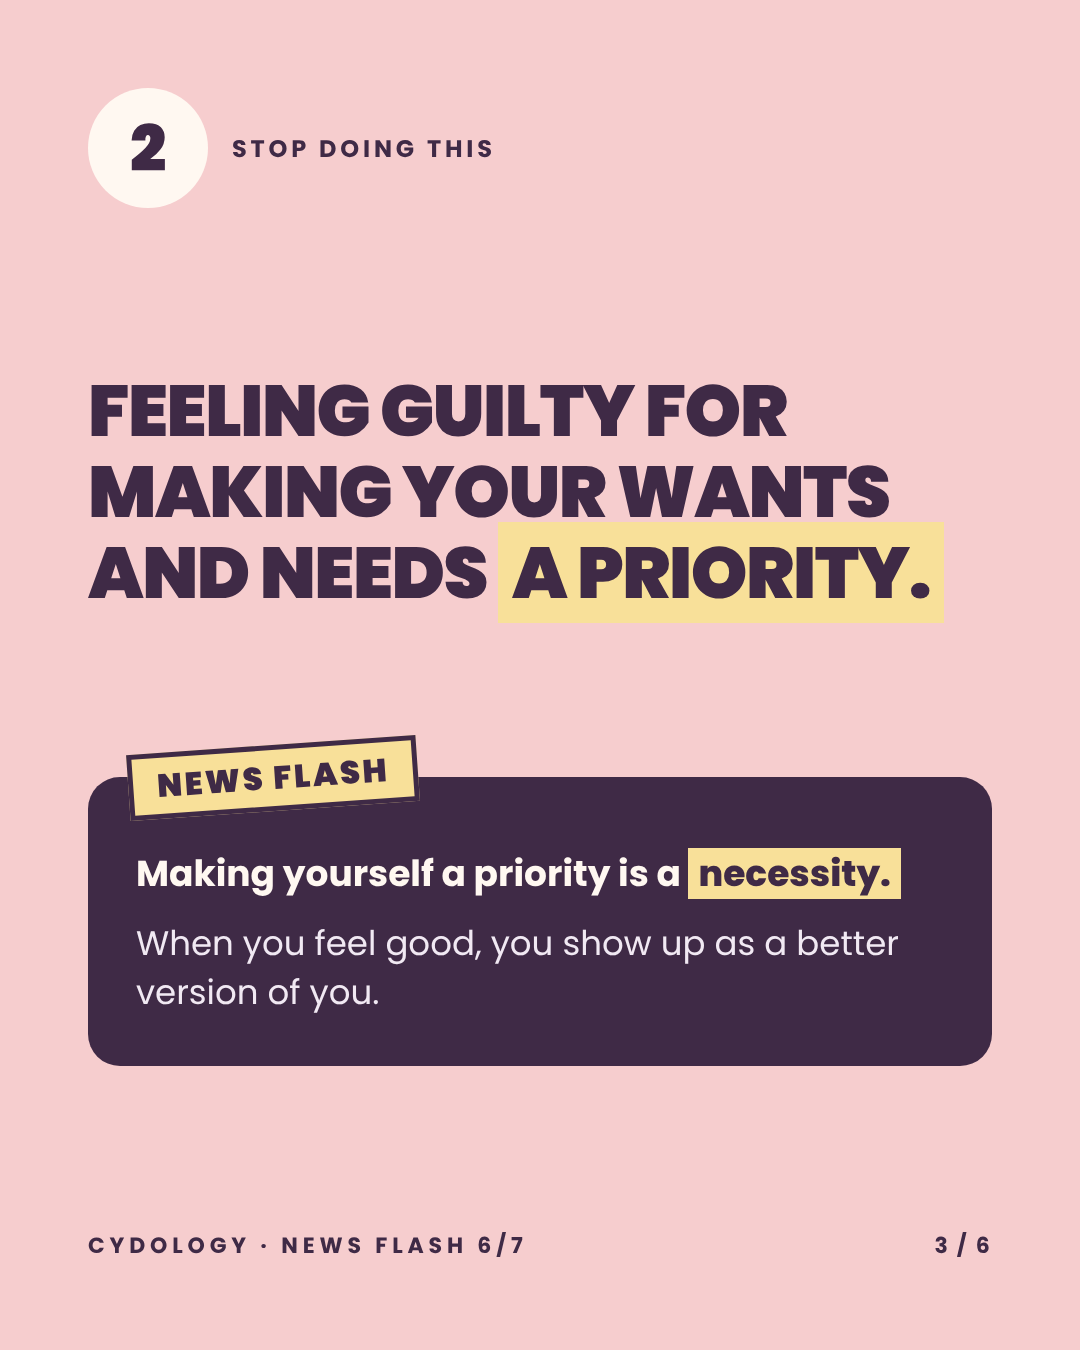 2
STOP DOING THIS
FEELING GUILTY FOR
MAKING YOUR WANTS
AND NEEDS A PRIORITY.
NEWS FLASH
Making yourself a priority is a necessity.
When you feel good, you show up as a better
version of you.
CYDOLOGY · NEWS FLASH 6/7
3 / 6